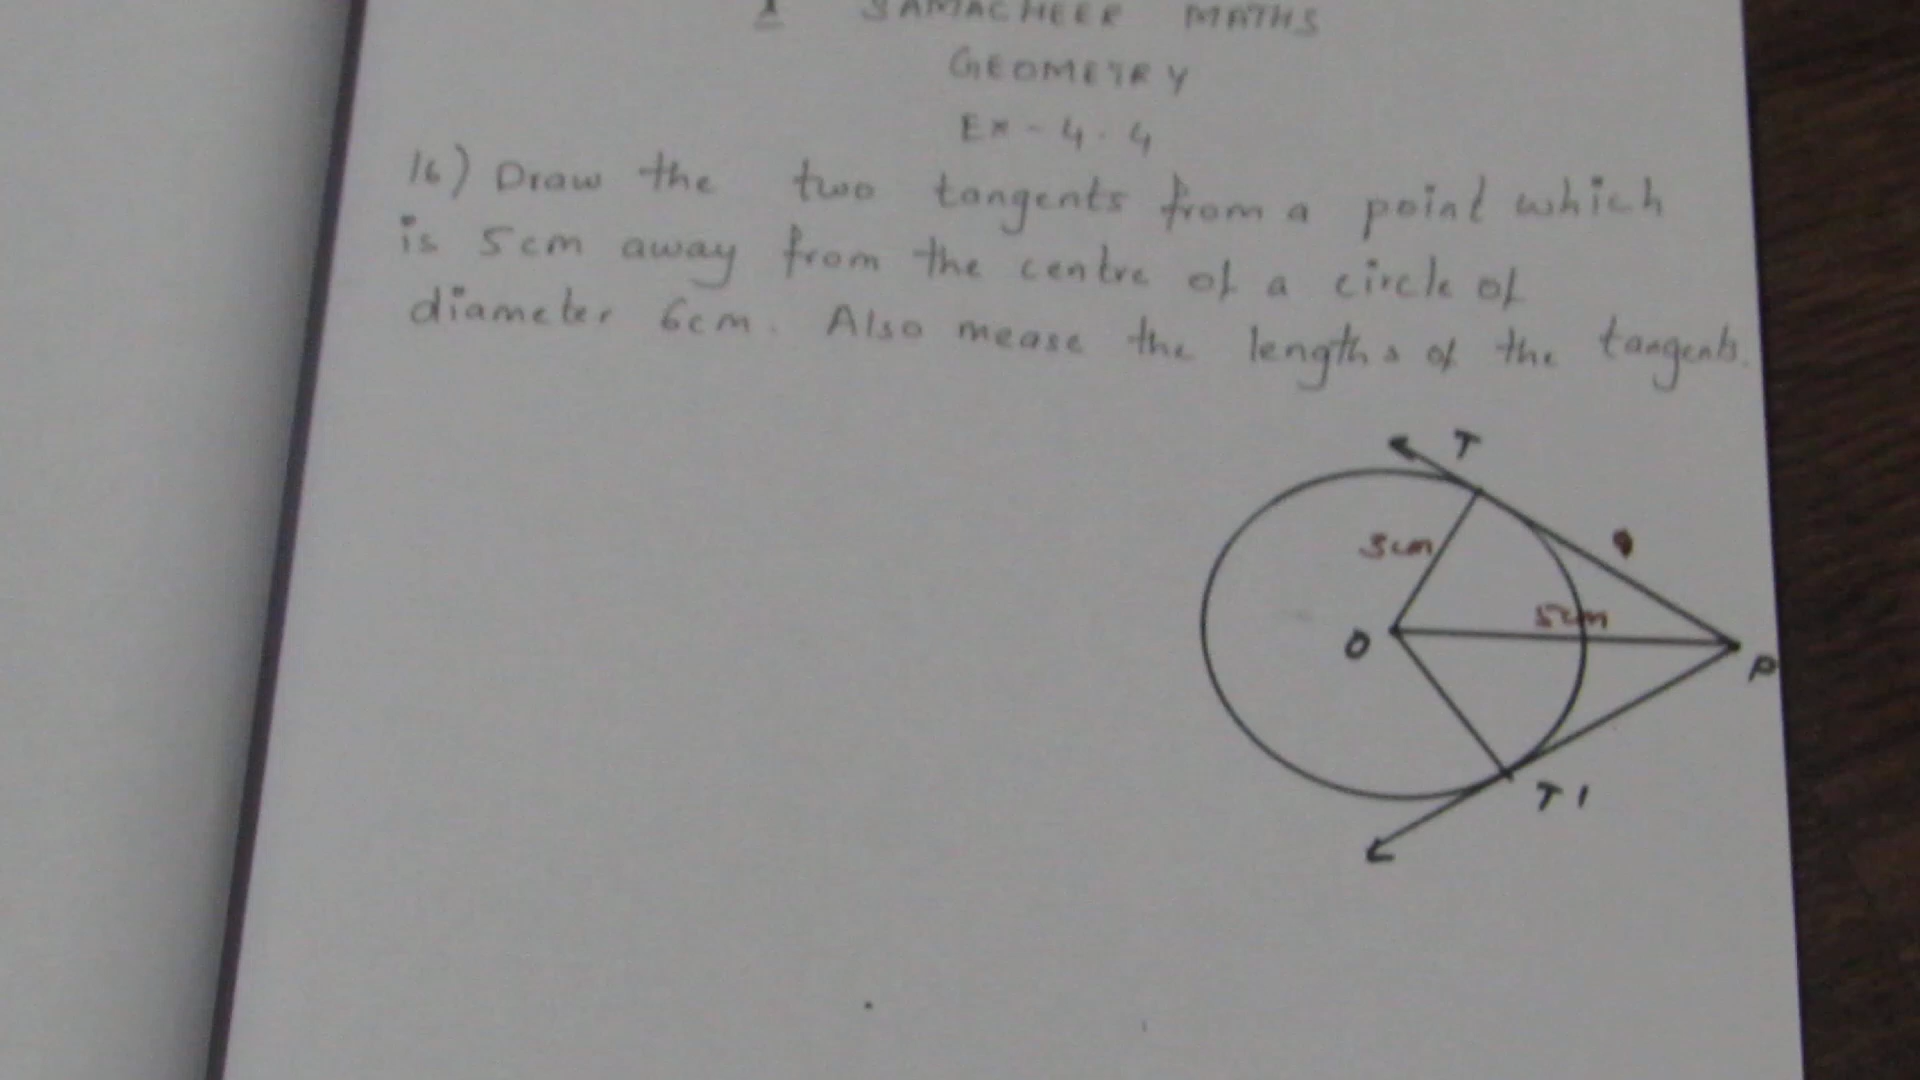 X SAMACHEER MATHS
GEOMETRY
Ex - 4.4
16) Draw the two tangents from a point which
is 5cm away from the centre of a circle of
diameter 6cm. Also mease the lengths of the tangents.
T
3cm
5cm
O
P
T1